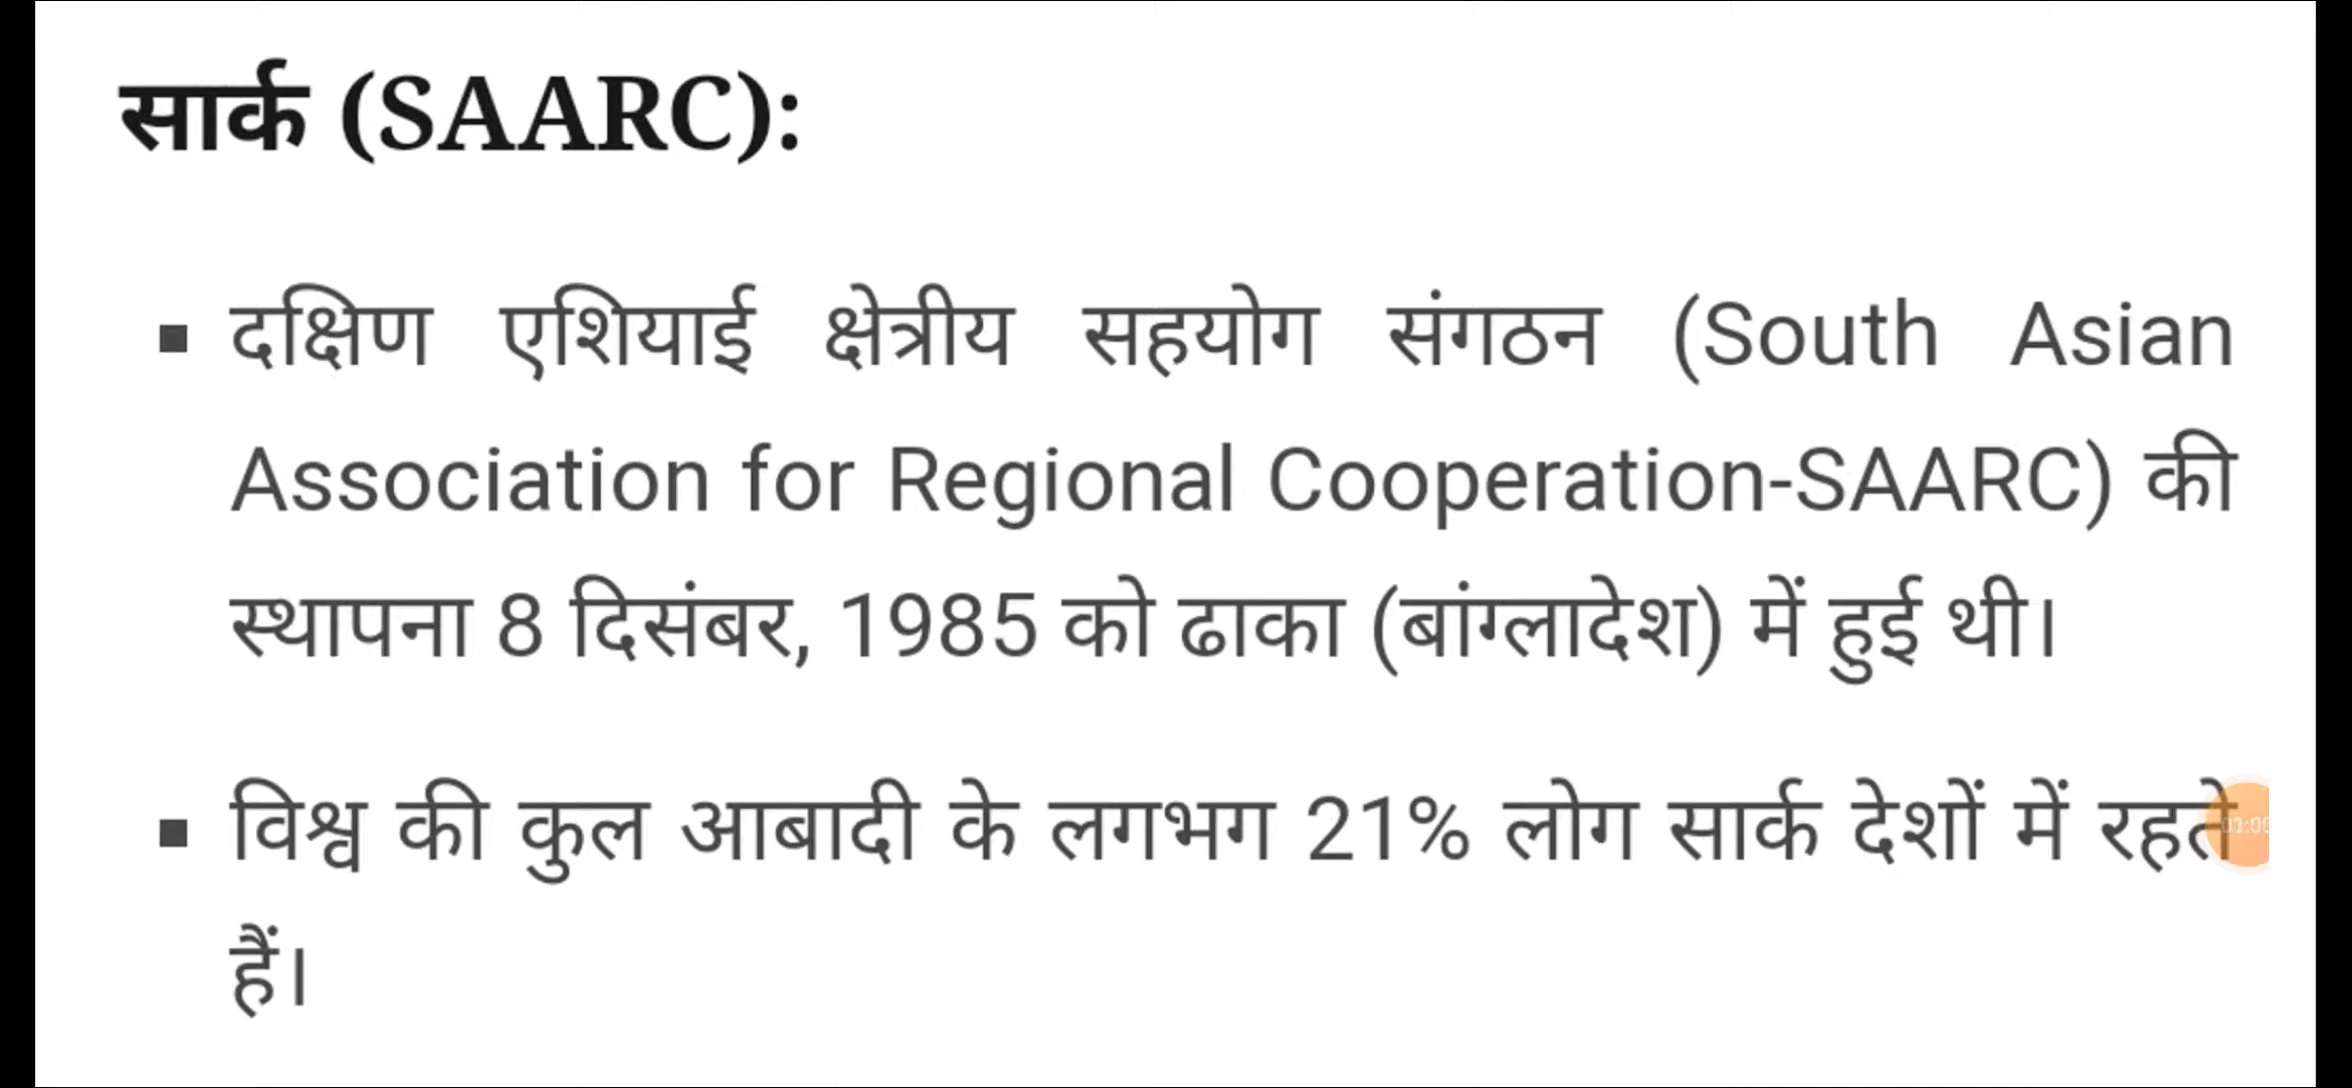 सार्क (SAARC):
▪ दक्षिण एशियाई क्षेत्रीय सहयोग संगठन (South Asian
Association for Regional Cooperation-SAARC) की
स्थापना 8 दिसंबर, 1985 को ढाका (बांग्लादेश) में हुई थी।
▪ विश्व की कुल आबादी के लगभग 21% लोग सार्क देशों में रहते
हैं।